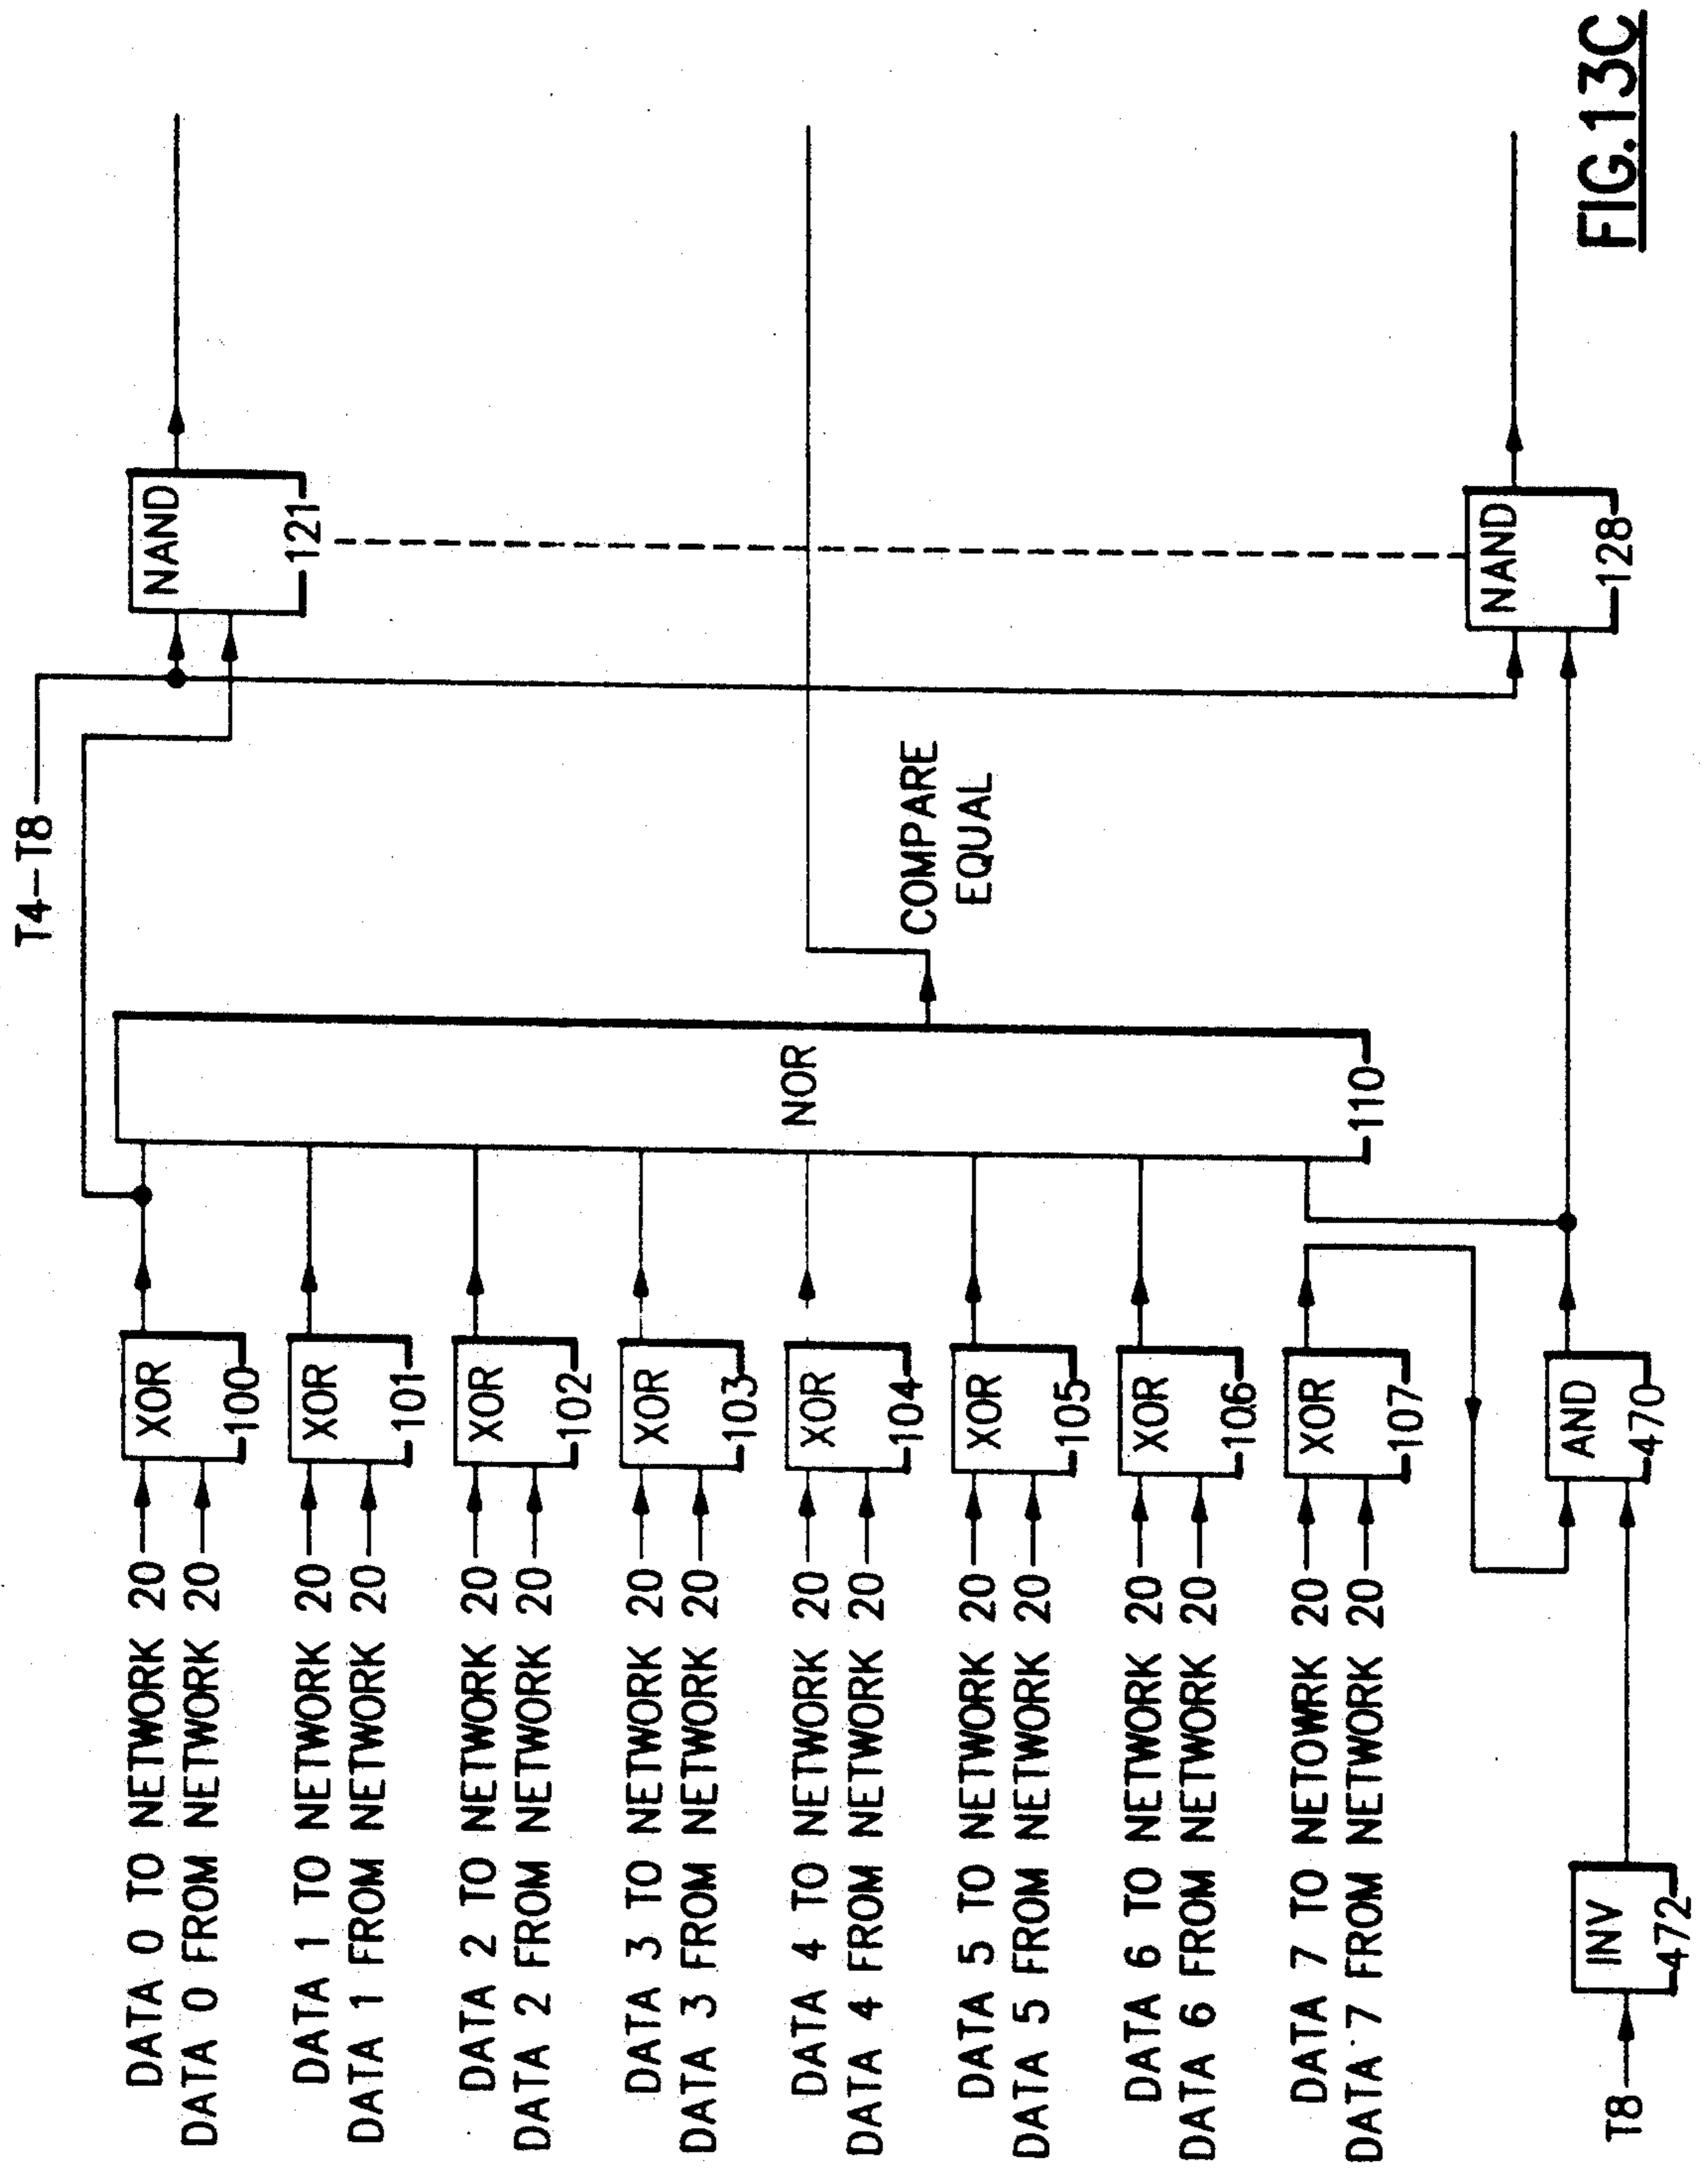 T4-T8
NAND
121
DATA 0 TO NETWORK 20
DATA 0 FROM NETWORK 20
XOR
100
DATA 1 TO NETWORK 20
DATA 1 FROM NETWORK 20
XOR
101
DATA 2 TO NETWORK 20
DATA 2 FROM NETWORK 20
XOR
102
DATA 3 TO NETWORK 20
DATA 3 FROM NETWORK 20
XOR
103
DATA 4 TO NETWORK 20
DATA 4 FROM NETWORK 20
XOR
104
NOR
110
COMPARE
EQUAL
DATA 5 TO NETWORK 20
DATA 5 FROM NETWORK 20
XOR
105
DATA 6 TO NETWORK 20
DATA 6 FROM NETWORK 20
XOR
106
DATA 7 TO NETOWRK 20
DATA 7 FROM NETWORK 20
XOR
107
NAND
128
T8
INV
472
AND
470
FIG.13C